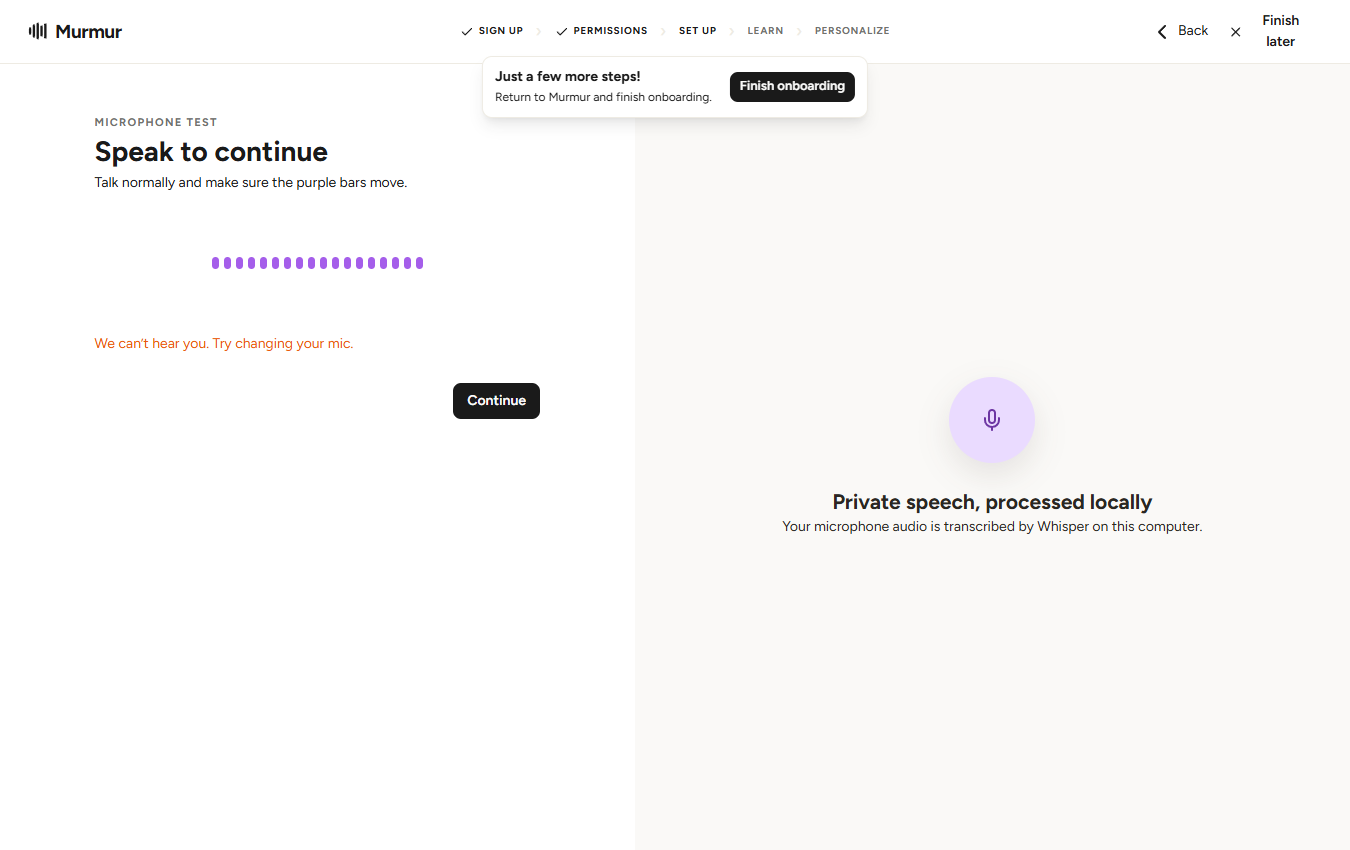 Murmur
SIGN UP
PERMISSIONS
SET UP
LEARN
PERSONALIZE
Back
Finish
later
Just a few more steps!
Return to Murmur and finish onboarding.
Finish onboarding
MICROPHONE TEST
Speak to continue
Talk normally and make sure the purple bars move.
We can't hear you. Try changing your mic.
Continue
Private speech, processed locally
Your microphone audio is transcribed by Whisper on this computer.